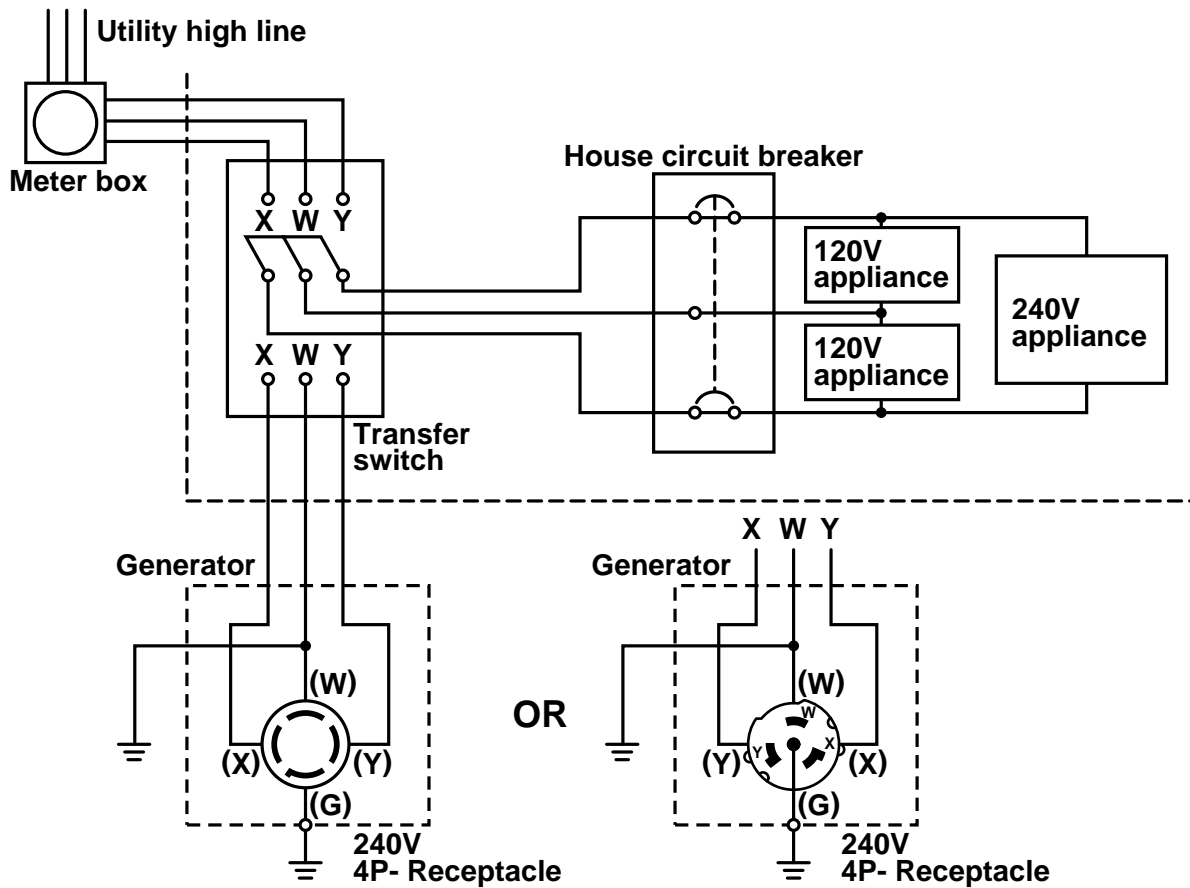 Utility high line
Meter box
House circuit breaker
X W Y
120V
appliance
240V
appliance
120V
appliance
X W Y
Transfer
switch
X W Y
Generator
Generator
(W)
(X)
(Y)
(G)
240V
4P- Receptacle
OR
(W)
W
Y
X
(Y)
(X)
(G)
240V
4P- Receptacle